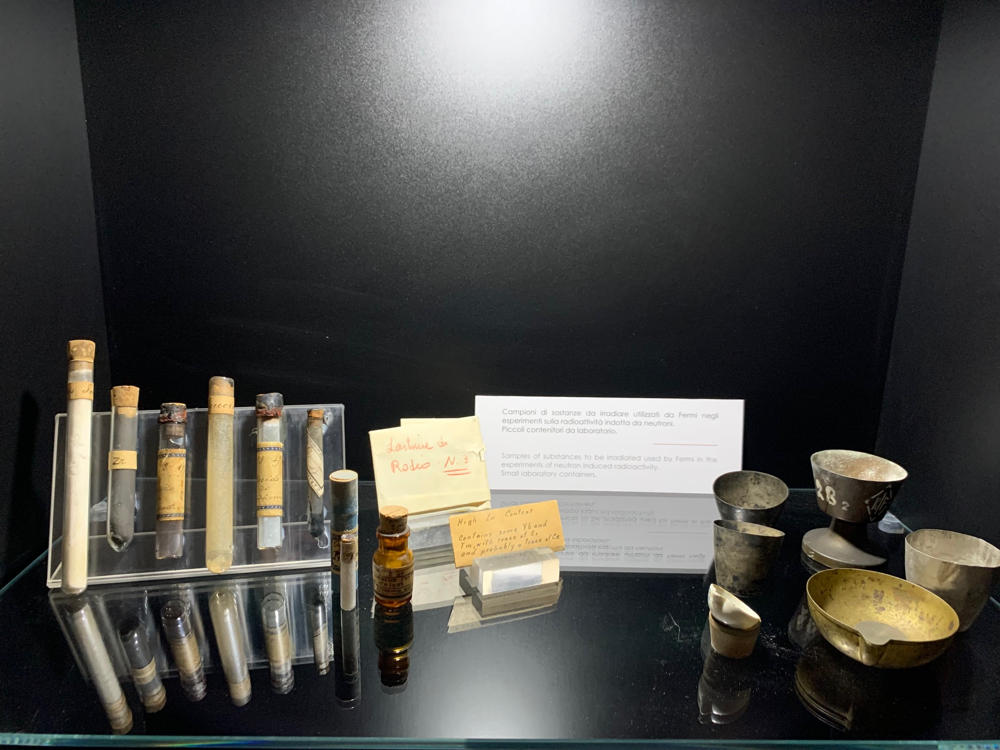 Zr
Lastrine di
Rodio N. 3
High Lu Content
Contains some Yb and
Tm, with trace of Er
and probably a trace of Ca
Campioni di sostanze da irradiare utilizzati da Fermi negli
esperimenti sulla radioattività indotta da neutroni.
Piccoli contenitori da laboratorio.
Samples of substances to be irradiated used by Fermi in the
experiments of neutron induced radioactivity.
Small laboratory containers.
2B 2